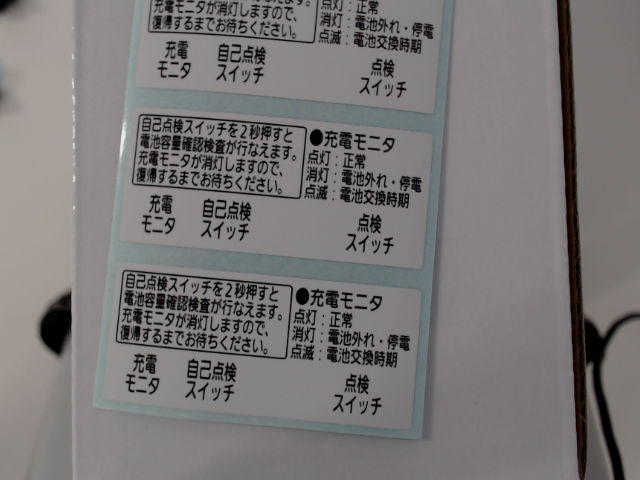 充電モニタが消灯しますので、
復帰するまでお待ちください。
点灯：正常
消灯：電池外れ・停電
点滅：電池交換時期
充電
モニタ
自己点検
スイッチ
点検
スイッチ
自己点検スイッチを2秒押すと
電池容量確認検査が行なえます。
充電モニタが消灯しますので、
復帰するまでお待ちください。
●充電モニタ
点灯：正常
消灯：電池外れ・停電
点滅：電池交換時期
充電
モニタ
自己点検
スイッチ
点検
スイッチ
自己点検スイッチを2秒押すと
電池容量確認検査が行なえます。
充電モニタが消灯しますので、
復帰するまでお待ちください。
●充電モニタ
点灯：正常
消灯：電池外れ・停電
点滅：電池交換時期
充電
モニタ
自己点検
スイッチ
点検
スイッチ